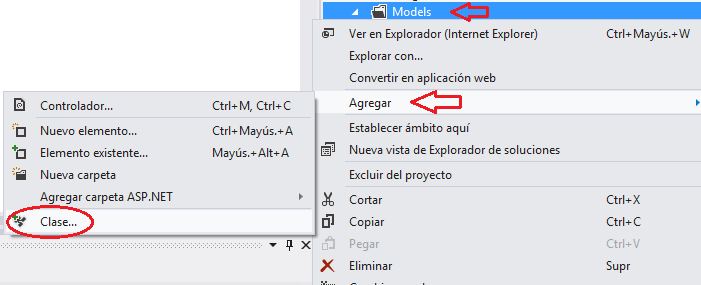 Models
Ver en Explorador (Internet Explorer) Ctrl+Mayús.+W
Explorar con...
Convertir en aplicación web
Agregar
Establecer ámbito aquí
Nueva vista de Explorador de soluciones
Excluir del proyecto
Cortar Ctrl+X
Copiar Ctrl+C
Pegar Ctrl+V
Eliminar Supr
Controlador... Ctrl+M, Ctrl+C
Nuevo elemento... Ctrl+Mayús.+A
Elemento existente... Mayús.+Alt+A
Nueva carpeta
Agregar carpeta ASP.NET
Clase...